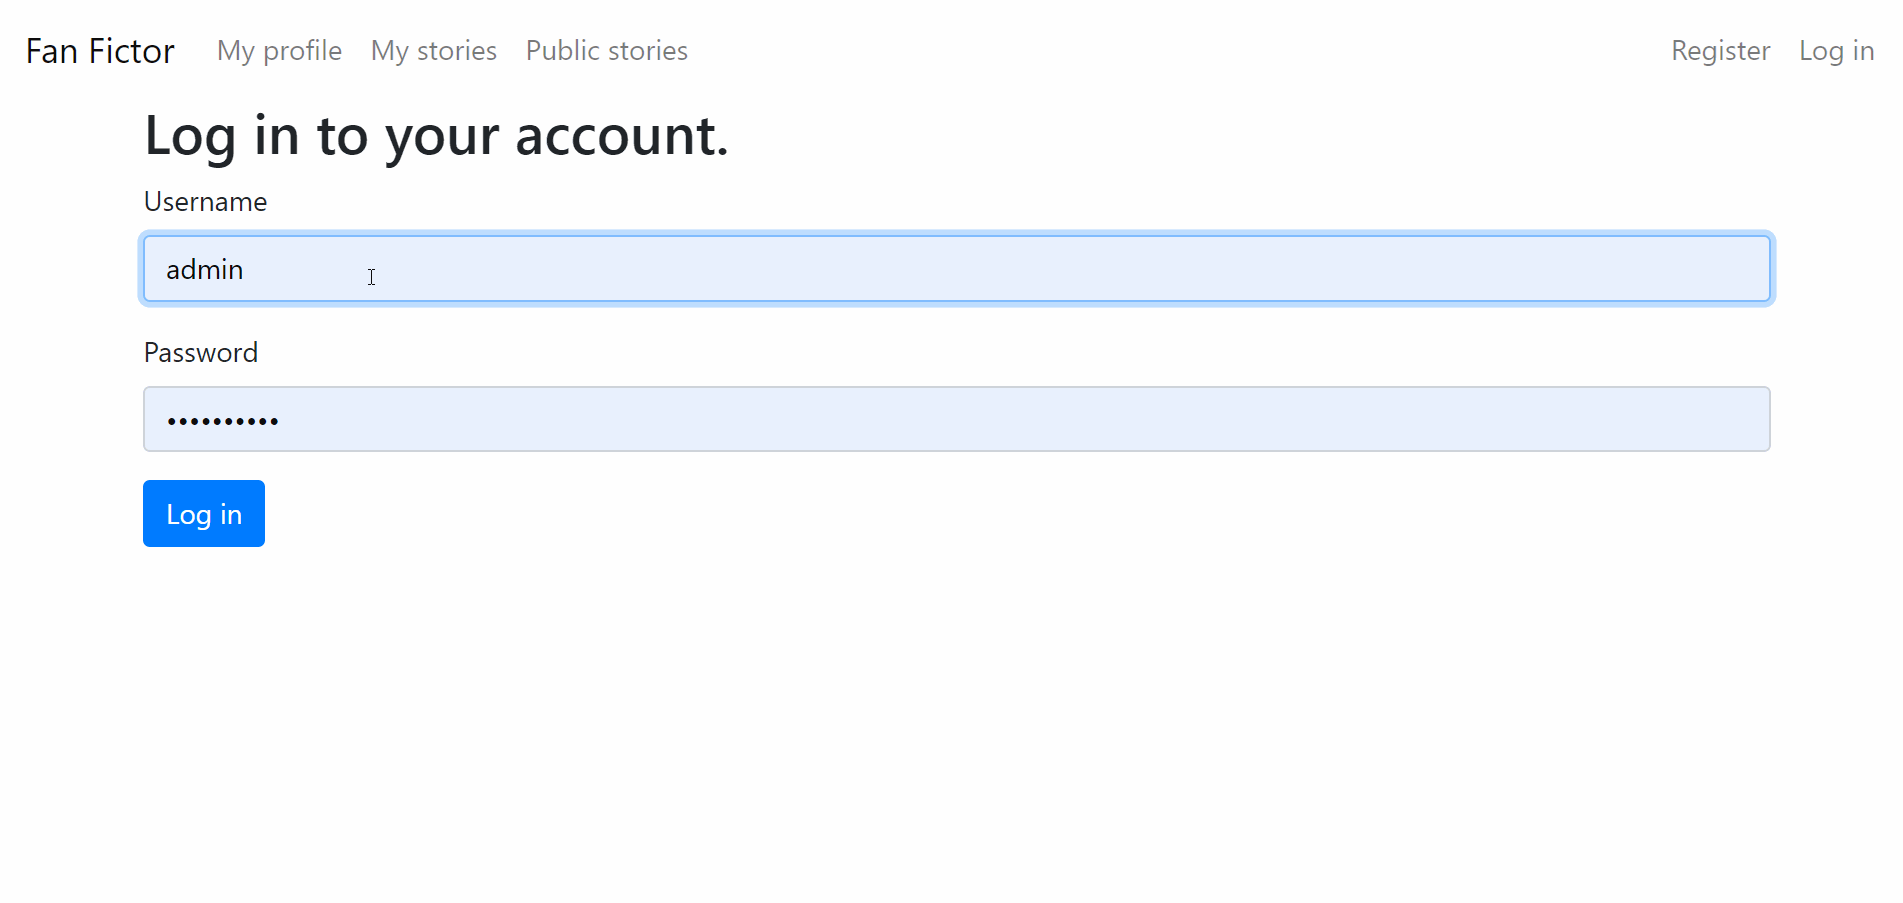 Fan Fictor My profile My stories Public stories Register Log in
Log in to your account.
Username
admin
Password
••••••••••
Log in